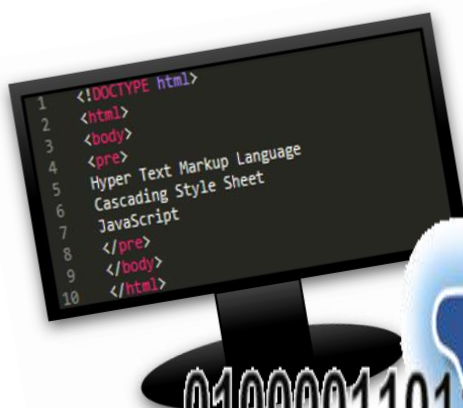 1 <!DOCTYPE html>
2 <html>
3 <body>
4 <pre>
5 Hyper Text Markup Language
6 Cascading Style Sheet
7 JavaScript
8 </pre>
9 </body>
10 </html>